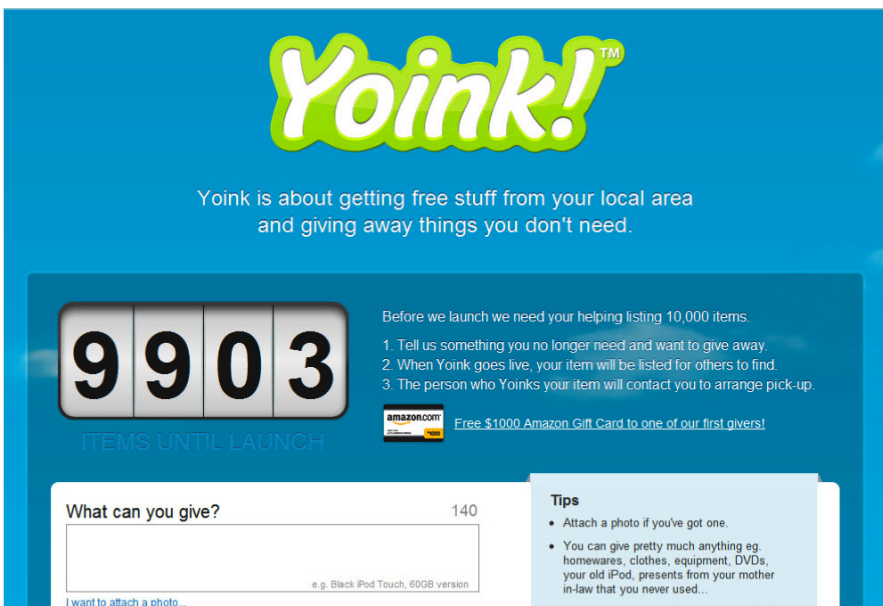 Yoink!™
Yoink is about getting free stuff from your local area
and giving away things you don't need.
9903
ITEMS UNTIL LAUNCH
Before we launch we need your helping listing 10,000 items.
1. Tell us something you no longer need and want to give away.
2. When Yoink goes live, your item will be listed for others to find.
3. The person who Yoinks your item will contact you to arrange pick-up.
amazon.com
$1000
Free $1000 Amazon Gift Card to one of our first givers!
What can you give?
140
e.g. Black iPod Touch, 60GB version
I want to attach a photo...
Tips
• Attach a photo if you've got one.
• You can give pretty much anything eg.
homewares, clothes, equipment, DVDs,
your old iPod, presents from your mother
in-law that you never used...